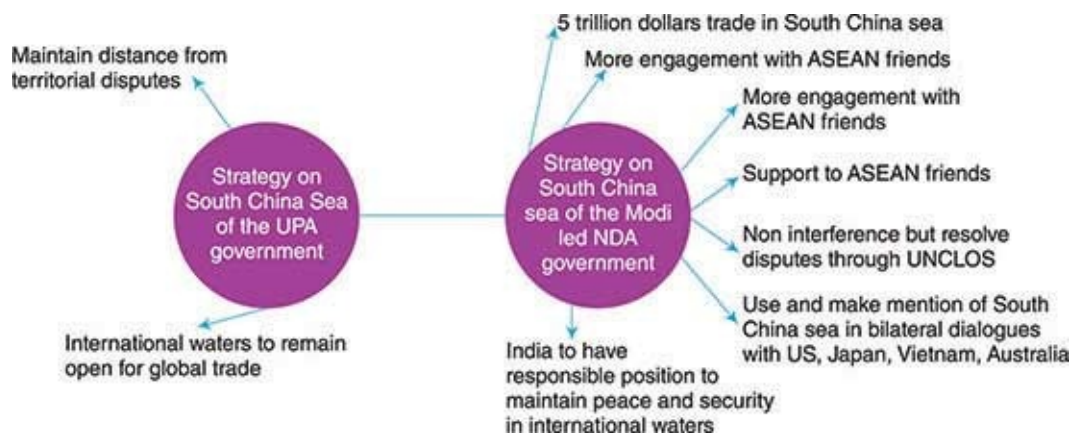 Maintain distance from
territorial disputes
Strategy on
South China Sea
of the UPA
government
International waters to remain
open for global trade
5 trillion dollars trade in South China sea
More engagement with ASEAN friends
More engagement with
ASEAN friends
Strategy on
South China
sea of the Modi
led NDA
government
Support to ASEAN friends
Non interference but resolve
disputes through UNCLOS
Use and make mention of South
China sea in bilateral dialogues
with US, Japan, Vietnam, Australia
India to have
responsible position to
maintain peace and security
in international waters